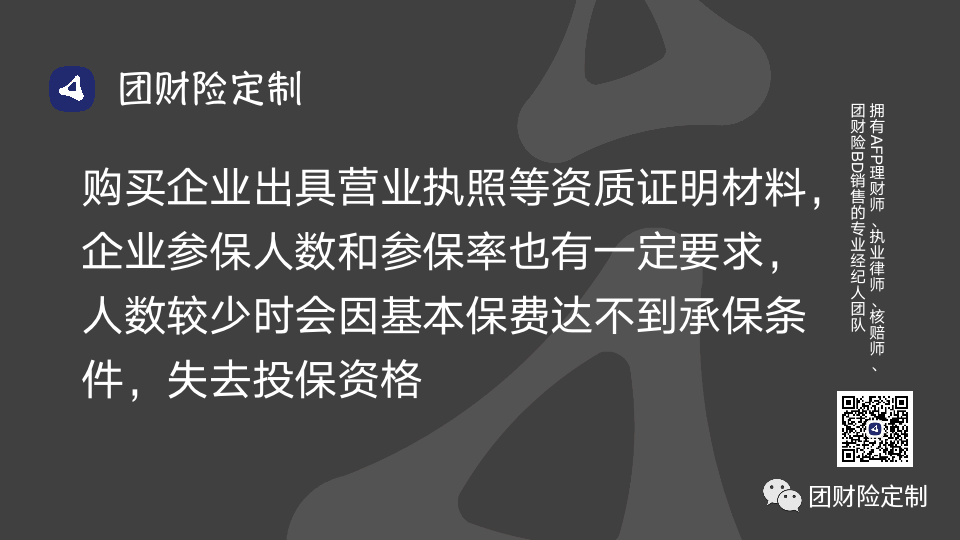 团财险定制
购买企业出具营业执照等资质证明材料，
企业参保人数和参保率也有一定要求，
人数较少时会因基本保费达不到承保条
件，失去投保资格
拥有AFP理财师、执业律师、核赔师、
团财险BD销售的专业经纪人团队
团财险定制